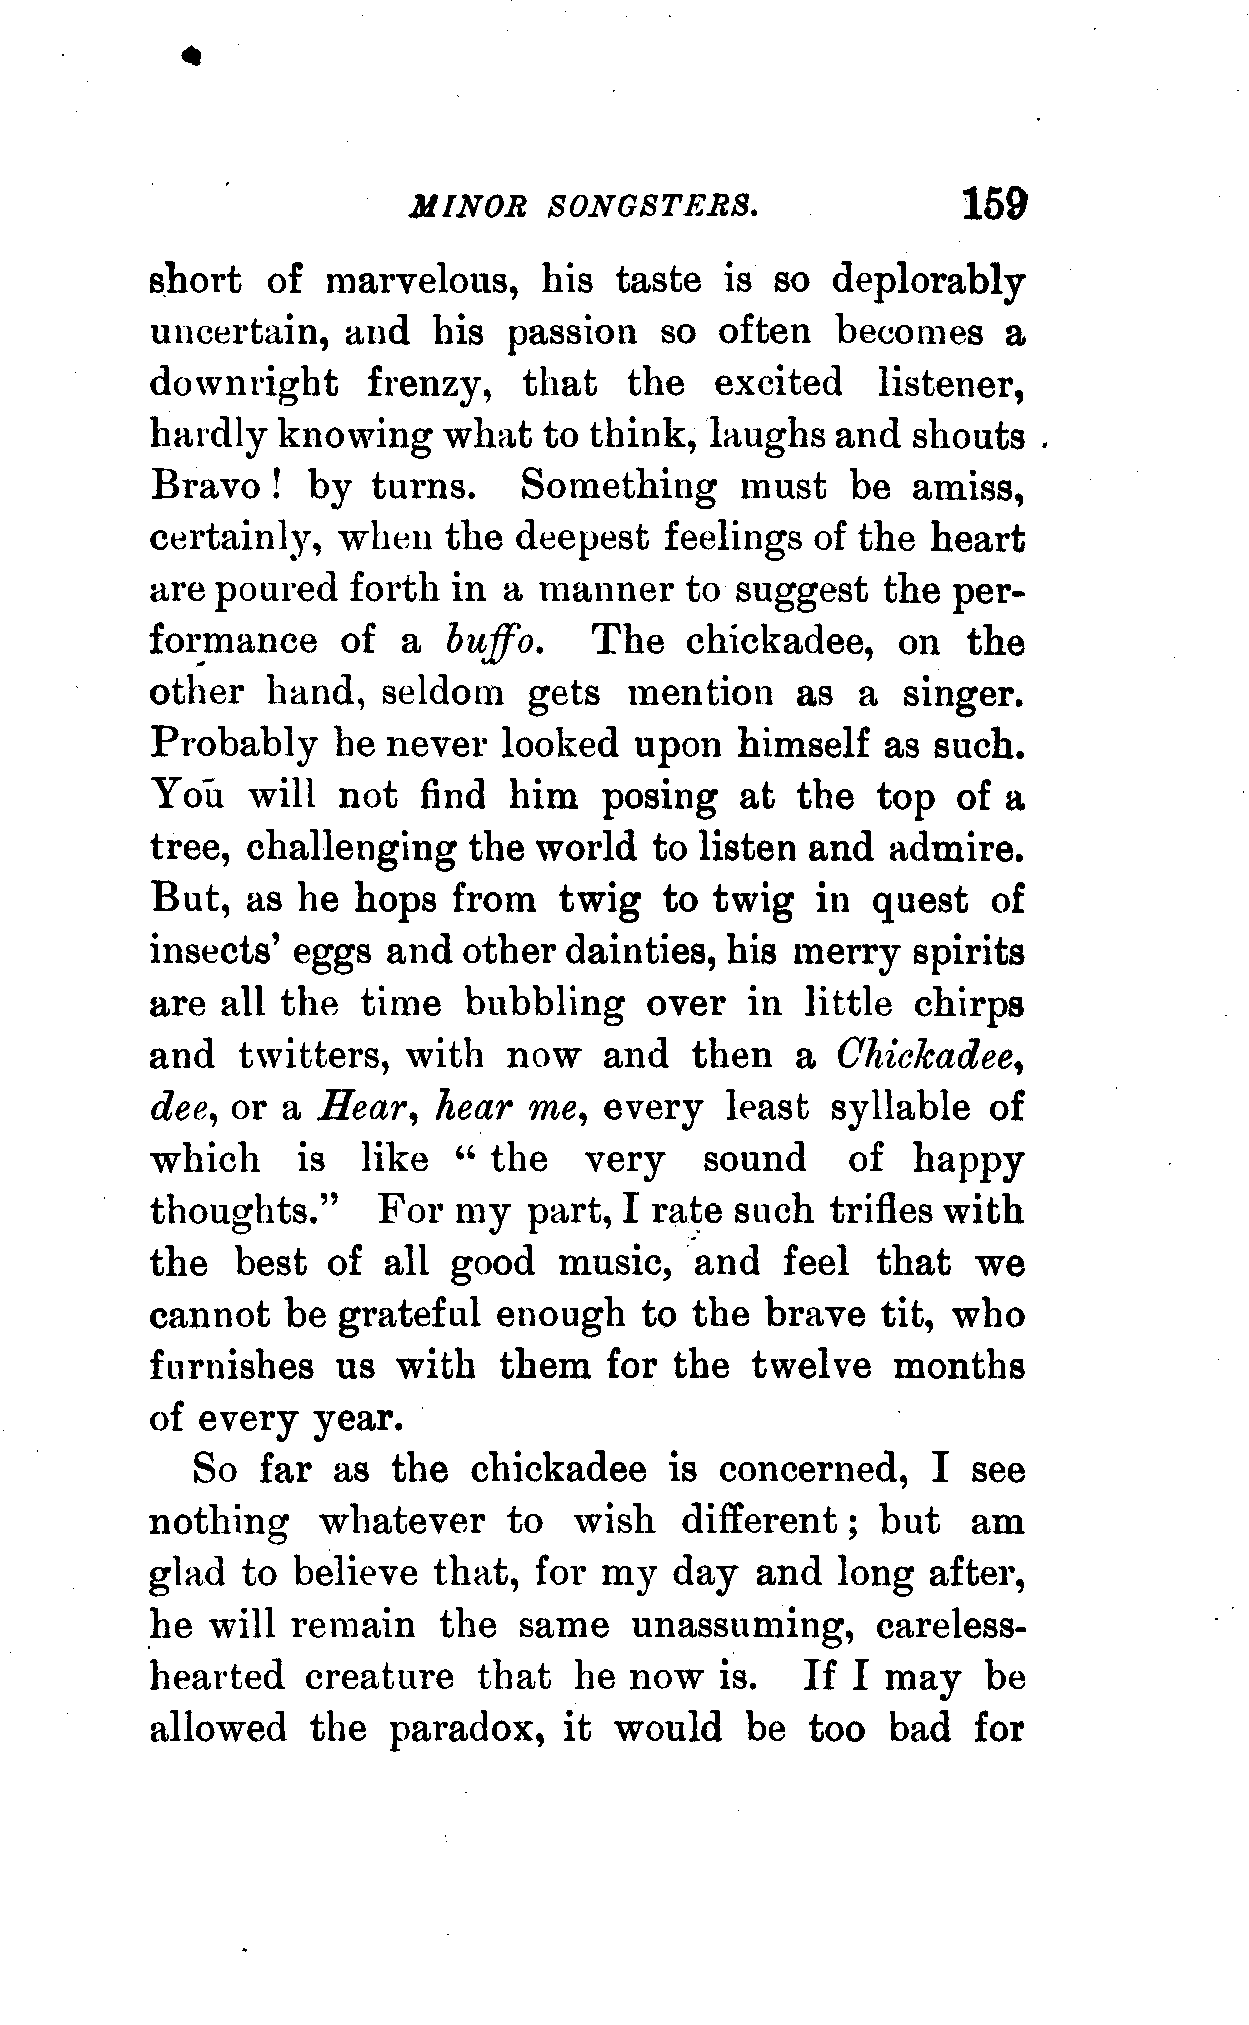 MINOR SONGSTERS. 159
short of marvelous, his taste is so deplorably
uncertain, and his passion so often becomes a
downright frenzy, that the excited listener,
hardly knowing what to think, laughs and shouts
Bravo! by turns. Something must be amiss,
certainly, when the deepest feelings of the heart
are poured forth in a manner to suggest the per-
formance of a buffo. The chickadee, on the
other hand, seldom gets mention as a singer.
Probably he never looked upon himself as such.
You will not find him posing at the top of a
tree, challenging the world to listen and admire.
But, as he hops from twig to twig in quest of
insects' eggs and other dainties, his merry spirits
are all the time bubbling over in little chirps
and twitters, with now and then a Chickadee,
dee, or a Hear, hear me, every least syllable of
which is like “ the very sound of happy
thoughts.” For my part, I rate such trifles with
the best of all good music, and feel that we
cannot be grateful enough to the brave tit, who
furnishes us with them for the twelve months
of every year.
So far as the chickadee is concerned, I see
nothing whatever to wish different; but am
glad to believe that, for my day and long after,
he will remain the same unassuming, careless-
hearted creature that he now is. If I may be
allowed the paradox, it would be too bad for